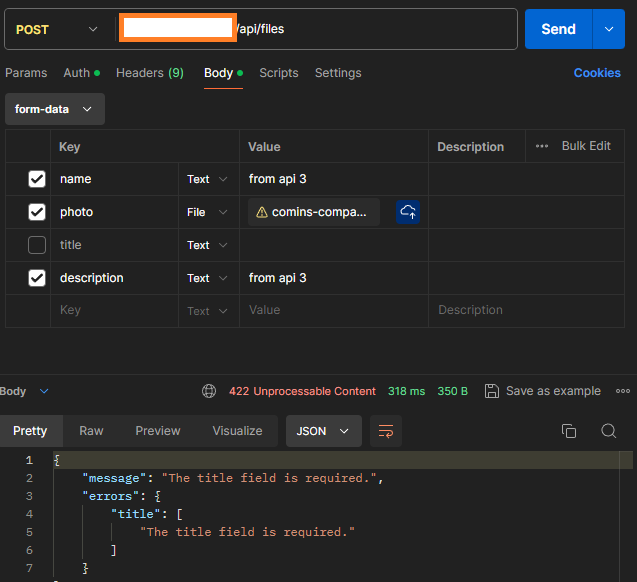 POST /api/files Send
Params Auth Headers (9) Body Scripts Settings Cookies
form-data
Key Value Description ··· Bulk Edit
name Text from api 3
photo File comins-compa...
title Text
description Text from api 3
Key Text Value Description
Body 422 Unprocessable Content 318 ms 350 B Save as example
Pretty Raw Preview Visualize JSON
1 {
2 "message": "The title field is required.",
3 "errors": {
4 "title": [
5 "The title field is required."
6 ]
7 }